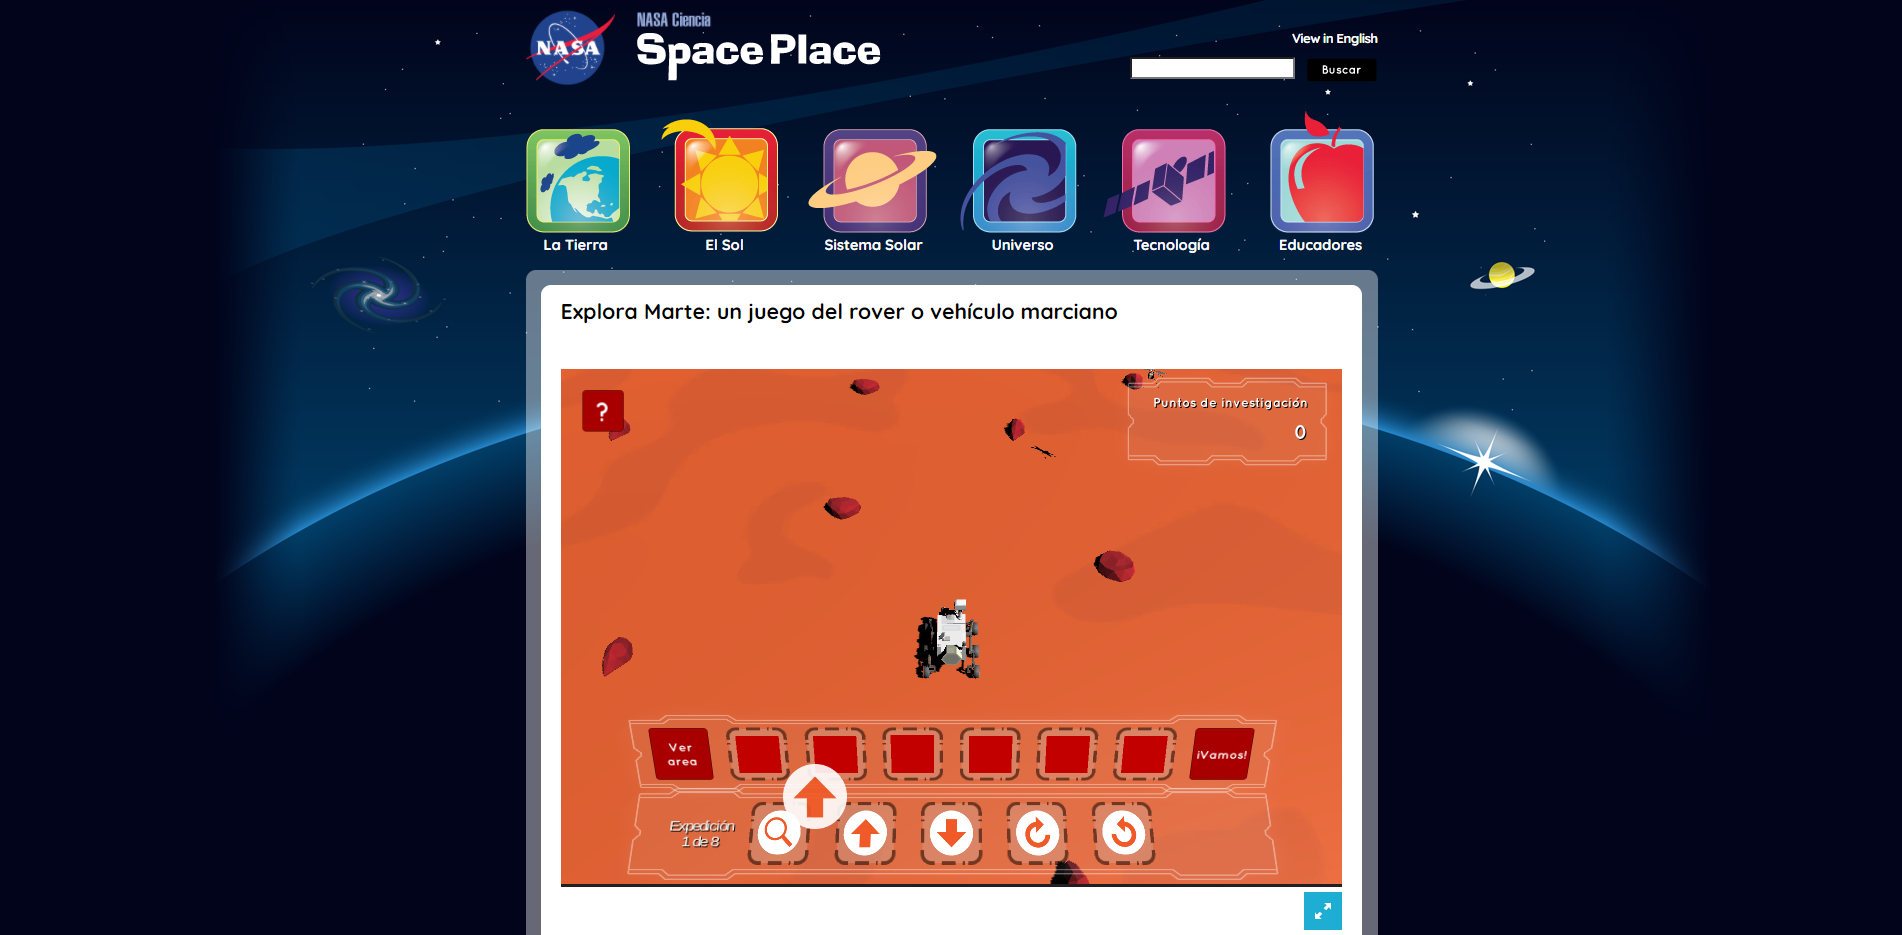 NASA
NASA Ciencia
Space Place
View in English
Buscar
La Tierra
El Sol
Sistema Solar
Universo
Tecnología
Educadores
Explora Marte: un juego del rover o vehículo marciano
?
Puntos de investigación
0
Ver
area
¡Vamos!
Expedición
1 de 8